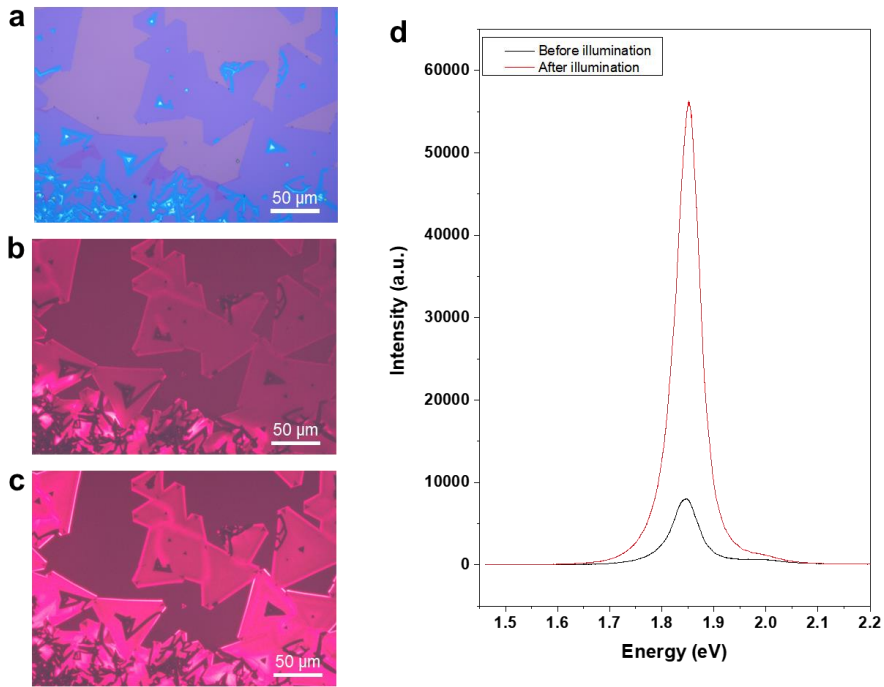 a
50 µm
b
50 µm
c
50 µm
d
Before illumination
After illumination
Intensity (a.u.)
60000
50000
40000
30000
20000
10000
0
1.5 1.6 1.7 1.8 1.9 2.0 2.1 2.2
Energy (eV)